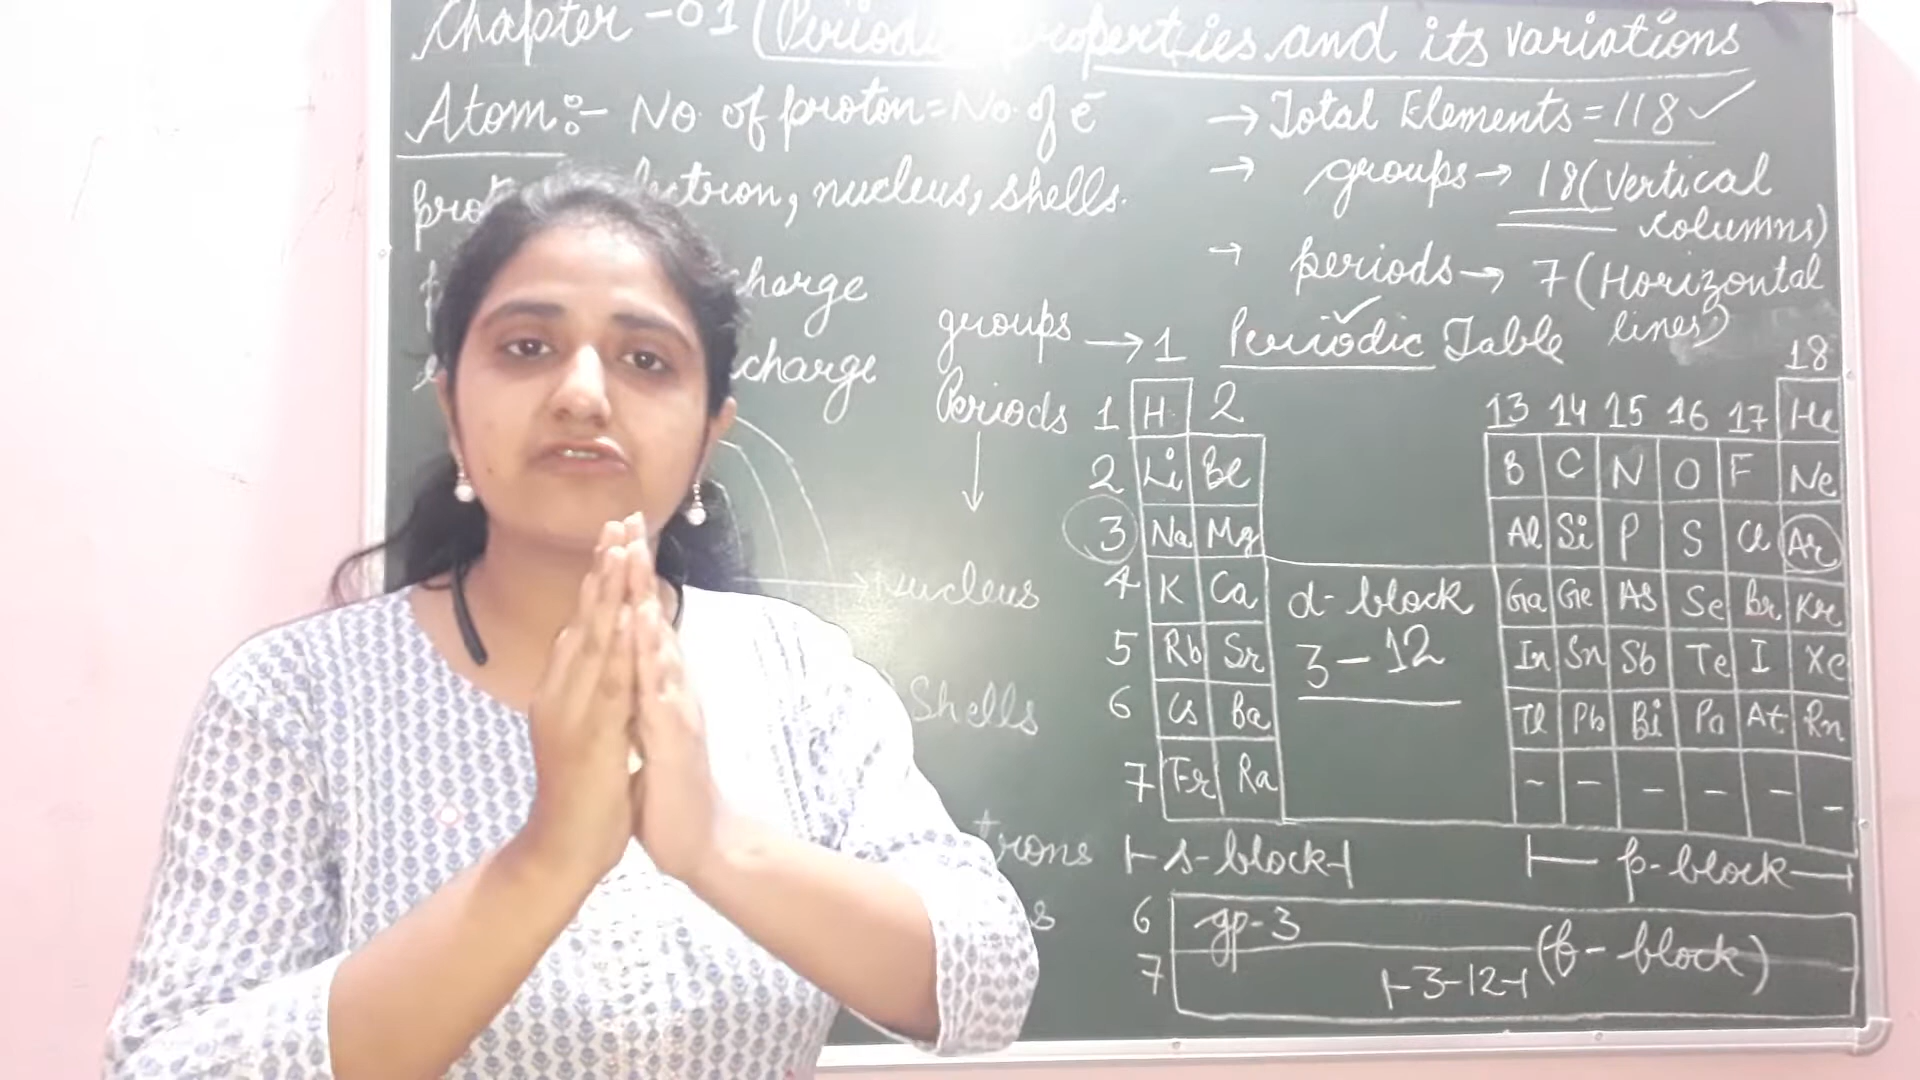 Chapter -01 (Periodic properties and its variations
Atom:- No. of proton=No. of e-
nucleus, shells.
charge
charge
nucleus
Shells
→ Total Elements = 118 ✓
→ groups → 18 (Vertical
columns)
→ periods → 7 (Horizontal
lines)
groups → 1 Periodic Table 18
Periods 1 H 2 13 14 15 16 17 He
2 Li Be B C N O F Ne
3 Na Mg Al Si P S Cl Ar
4 K Ca d-block Ga Ge As Se Br Kr
5 Rb Sr 3-12 In Sn Sb Te I Xe
6 Cs Ba Tl Pb Bi Po At Rn
7 Fr Ra - - - - - -
s-block p-block
6 gp-3
7 3-12 (f-block)